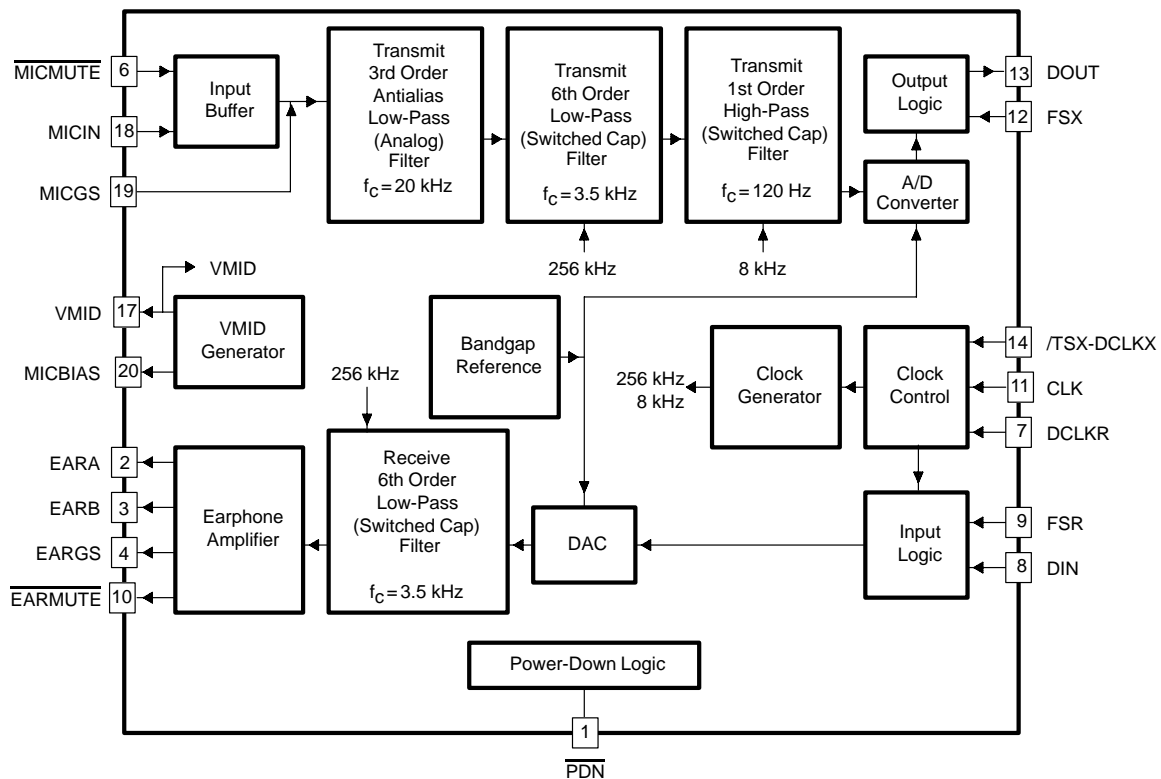 MICMUTE
6
MICIN
18
MICGS
19
Input
Buffer
Transmit
3rd Order
Antialias
Low-Pass
(Analog)
Filter
fC = 20 kHz
Transmit
6th Order
Low-Pass
(Switched Cap)
Filter
fC = 3.5 kHz
256 kHz
Transmit
1st Order
High-Pass
(Switched Cap)
Filter
fC = 120 Hz
8 kHz
Output
Logic
A/D
Converter
13
DOUT
12
FSX
VMID
VMID
17
MICBIAS
20
VMID
Generator
Bandgap
Reference
256 kHz
8 kHz
Clock
Generator
Clock
Control
14
/TSX-DCLKX
11
CLK
7
DCLKR
256 kHz
EARA
2
EARB
3
EARGS
4
EARMUTE
10
Earphone
Amplifier
Receive
6th Order
Low-Pass
(Switched Cap)
Filter
fC = 3.5 kHz
DAC
Input
Logic
9
FSR
8
DIN
Power-Down Logic
1
PDN